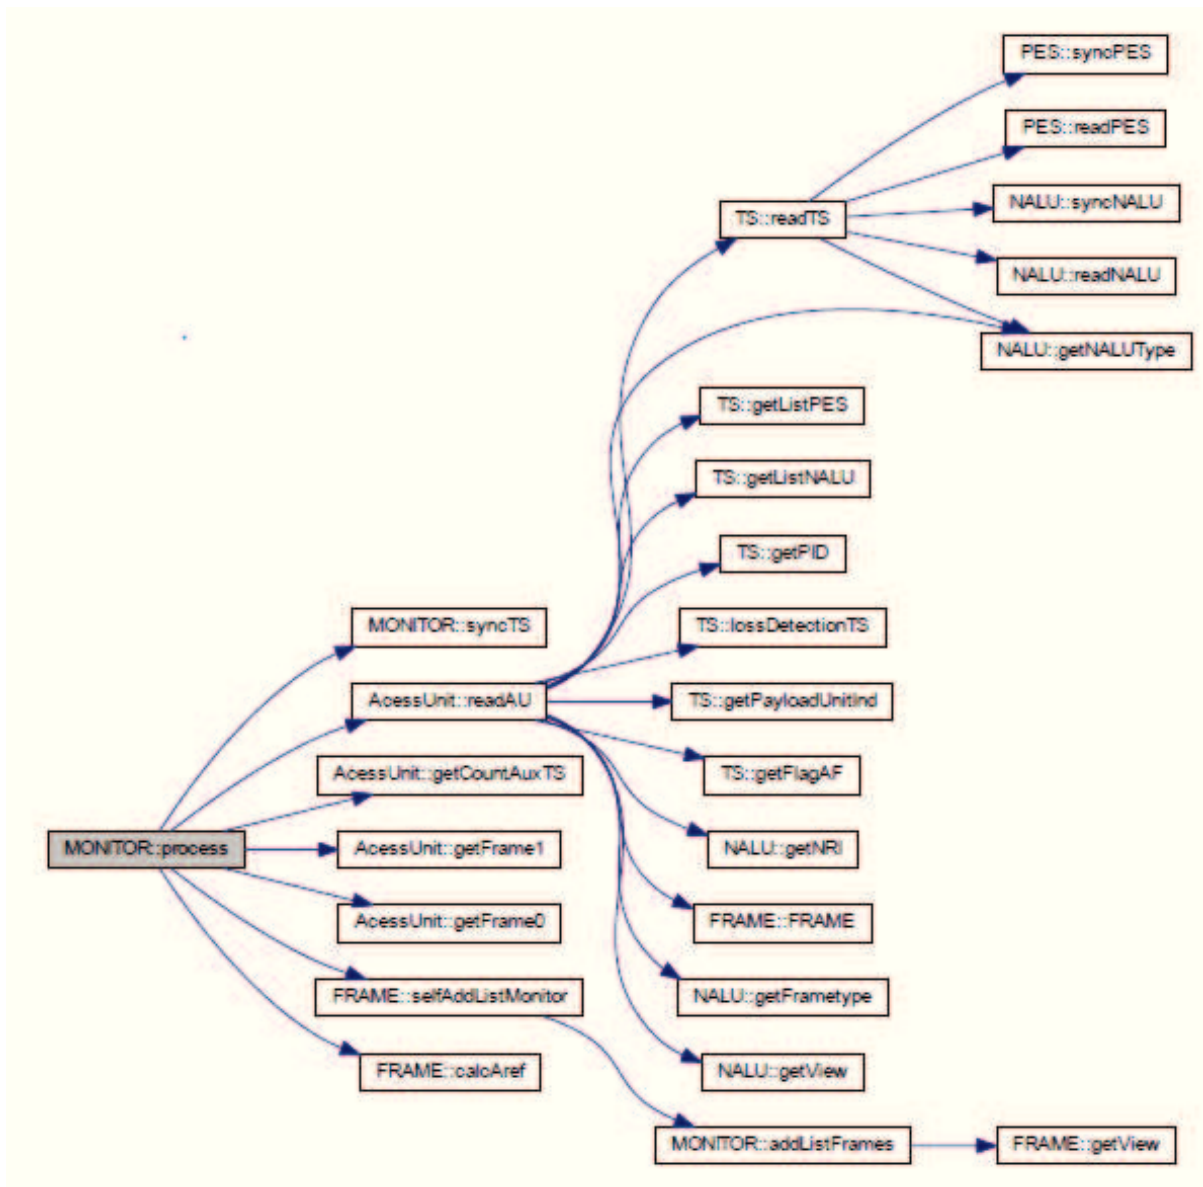 PES::syncPES
PES::readPES
NALU::syncNALU
TS::readTS
NALU::readNALU
NALU::getNALUType
TS::getListPES
TS::getListNALU
TS::getPID
MONITOR::syncTS
TS::lossDetectionTS
AcessUnit::readAU
TS::getPayloadUnitInd
AcessUnit::getCountAuxTS
TS::getFlagAF
MONITOR::process
AcessUnit::getFrame1
NALU::getNRI
AcessUnit::getFrame0
FRAME::FRAME
FRAME::selfAddListMonitor
NALU::getFrametype
FRAME::calcAref
NALU::getView
MONITOR::addListFrames
FRAME::getView